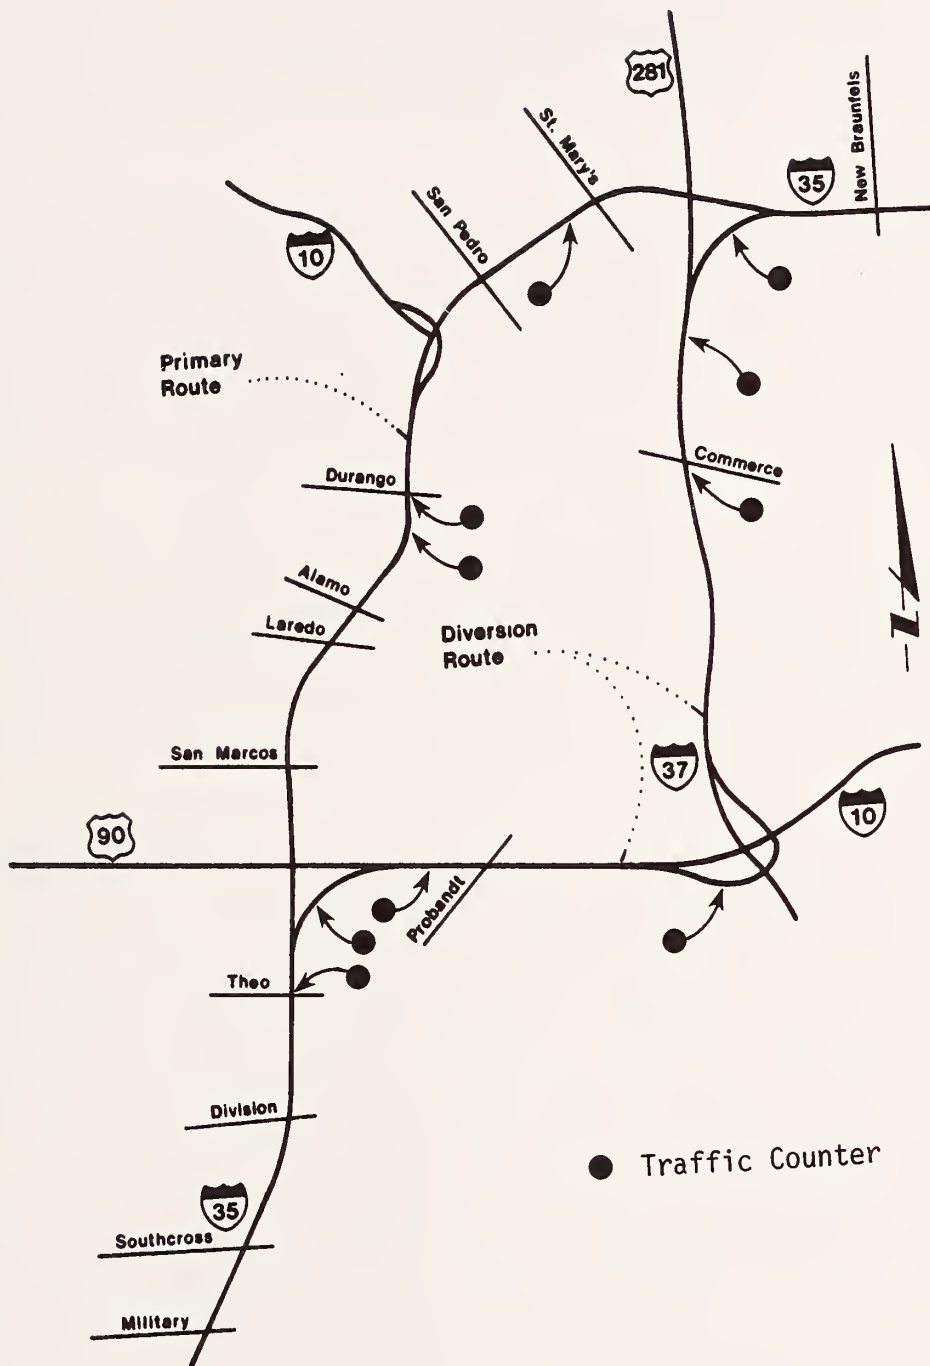 281
New Braunfels
St. Mary's
35
San Pedro
10
Primary
Route
Commerce
Durango
Alamo
Laredo
Diversion
Route
N
San Marcos
37
10
90
Probandt
Theo
Division
Traffic Counter
35
Southcross
Military